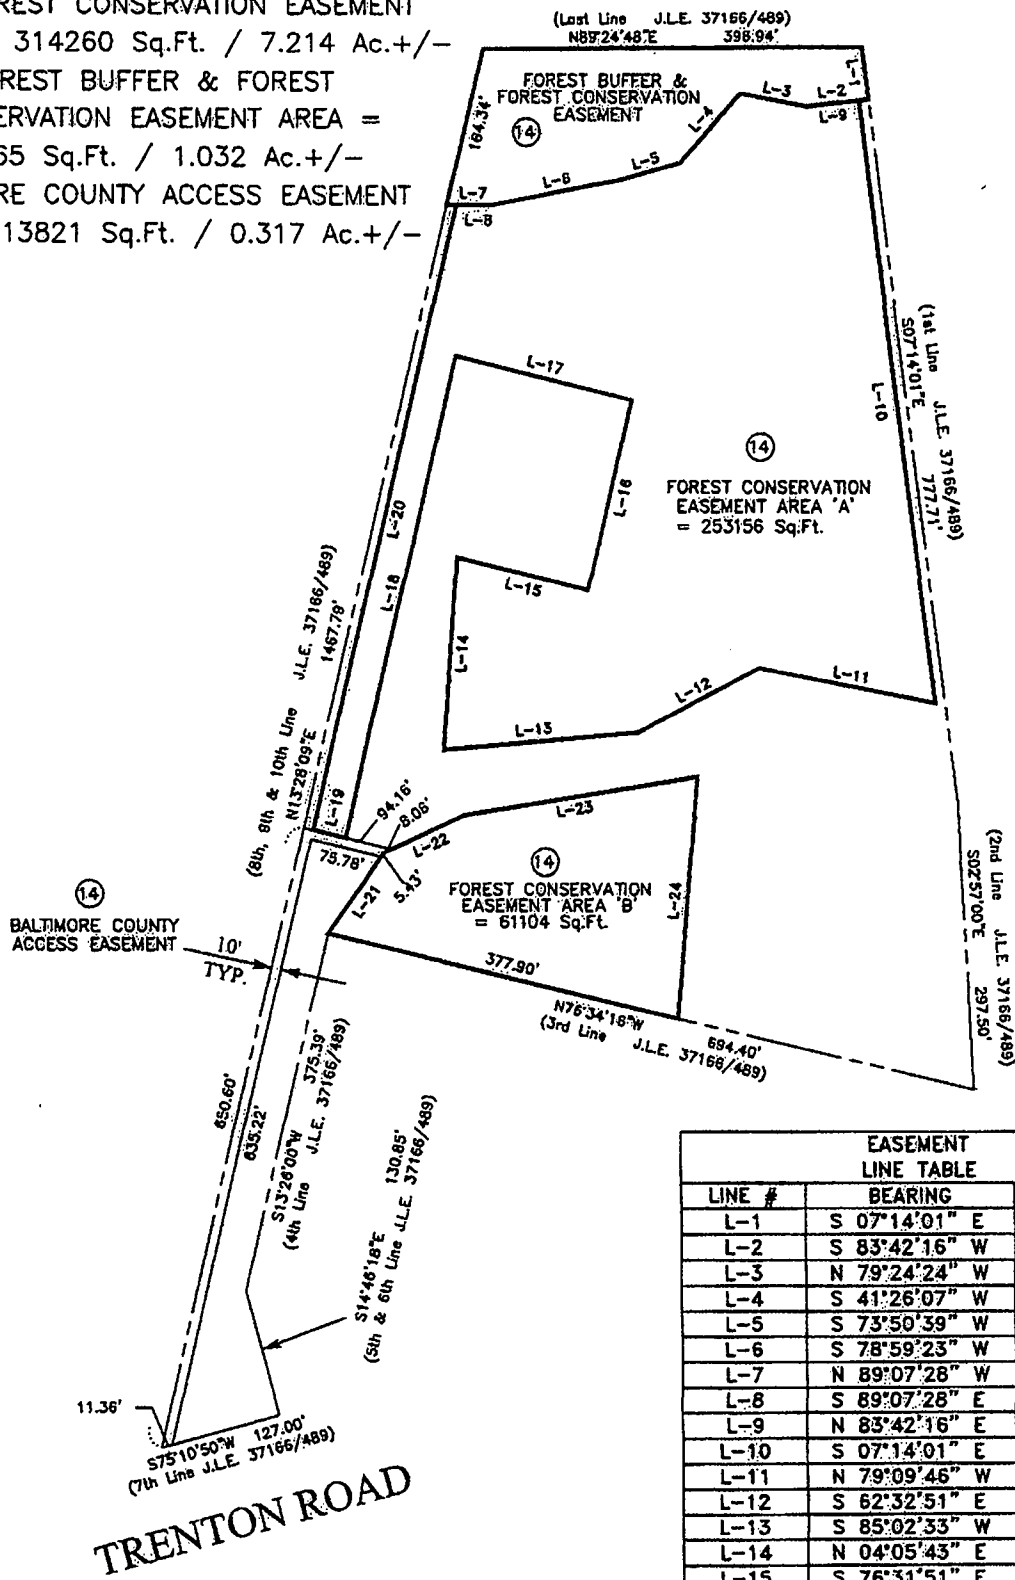 REST CONSERVATION EASEMENT
314260 Sq.Ft. / 7.214 Ac.+/-
REST BUFFER & FOREST
ERVATION EASEMENT AREA =
65 Sq.Ft. / 1.032 Ac.+/-
RE COUNTY ACCESS EASEMENT
13821 Sq.Ft. / 0.317 Ac.+/-
(Last Line J.L.E. 37166/489)
N89°24'48"E 398.94'
L-1
FOREST BUFFER &
FOREST CONSERVATION
EASEMENT
14
164.34'
L-3
L-2
L-9
L-4
L-5
L-6
L-7
L-8
(1st Line J.L.E. 37166/489)
S07°14'01"E 777.71'
L-10
L-17
L-16
14
FOREST CONSERVATION
EASEMENT AREA 'A'
= 253156 Sq.Ft.
L-20
L-18
L-15
L-14
L-13
L-12
L-11
(8th, 9th & 10th Line J.L.E. 37166/489)
N13°28'09"E 1467.79'
L-19
94.16'
8.06'
75.78'
5.43'
L-22
L-23
L-21
L-24
14
FOREST CONSERVATION
EASEMENT AREA 'B'
= 61104 Sq.Ft.
(2nd Line J.L.E. 37166/489)
S02°57'00"E 297.50'
14
BALTIMORE COUNTY
ACCESS EASEMENT
10'
TYP.
377.90'
N76°34'18"W 694.40'
(3rd Line J.L.E. 37166/489)
650.60'
635.22'
S13°26'00"W 375.39'
(4th Line J.L.E. 37166/489)
S14°46'18"E 130.85'
(5th & 6th Line J.L.E. 37166/489)
11.36'
S75°10'50"W 127.00'
(7th Line J.L.E. 37166/489)
TRENTON ROAD
EASEMENT
LINE TABLE
LINE # BEARING
L-1 S 07°14'01" E
L-2 S 83°42'16" W
L-3 N 79°24'24" W
L-4 S 41°26'07" W
L-5 S 73°50'39" W
L-6 S 78°59'23" W
L-7 N 89°07'28" W
L-8 S 89°07'28" E
L-9 N 83°42'16" E
L-10 S 07°14'01" E
L-11 N 79°09'46" W
L-12 S 62°32'51" E
L-13 S 85°02'33" W
L-14 N 04°05'43" E
L-15 S 76°31'51" E